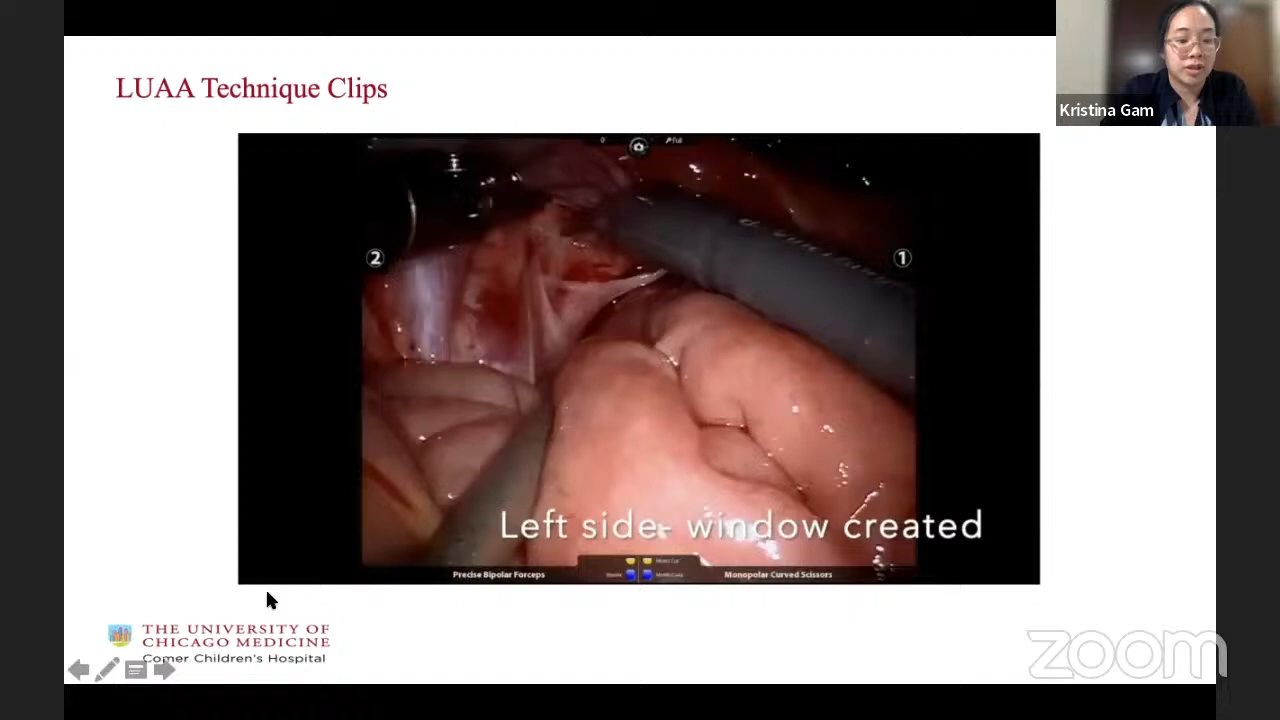 LUAA Technique Clips
Kristina Gam
2
1
Left side- window created
Precise Bipolar Forceps
Monopolar Curved Scissors
THE UNIVERSITY OF
CHICAGO MEDICINE
Comer Children's Hospital
zoom